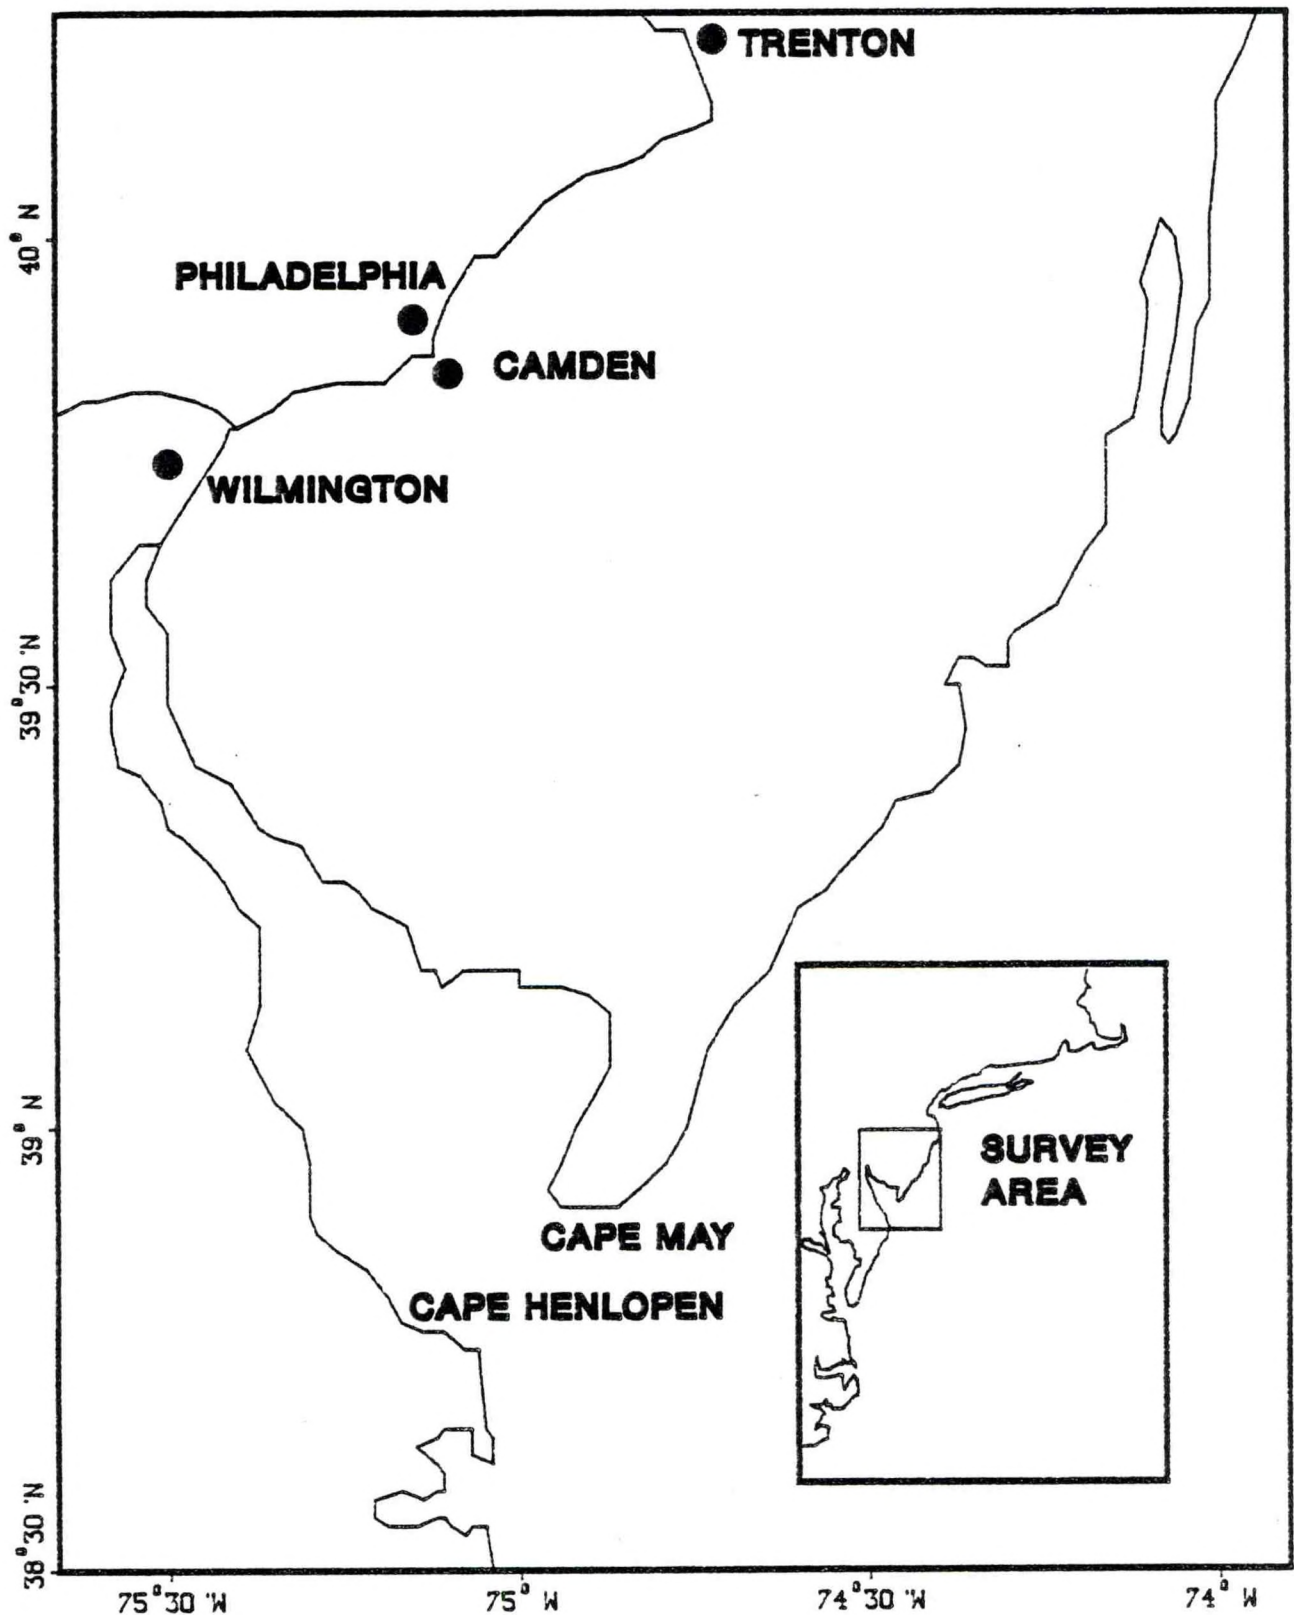 TRENTON
40° N
PHILADELPHIA
CAMDEN
WILMINGTON
39°30'N
39° N
SURVEY
AREA
CAPE MAY
CAPE HENLOPEN
38°30'N
75°30'W
75° W
74°30'W
74° W